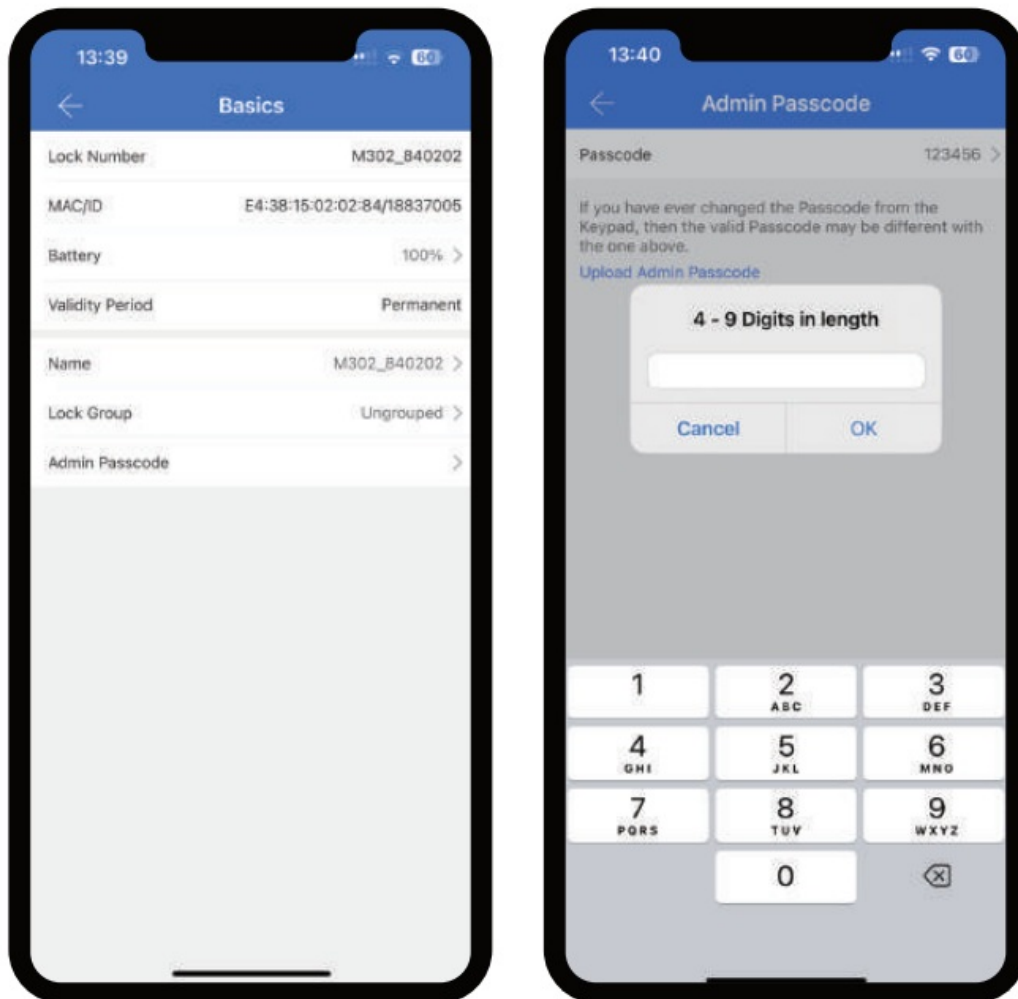 13:39
60
Basics
Lock Number M302_840202
MAC/ID E4:38:15:02:02:84/18837005
Battery 100%
Validity Period Permanent
Name M302_840202
Lock Group Ungrouped
Admin Passcode
13:40
60
Admin Passcode
Passcode 123456
If you have ever changed the Passcode from the
Keypad, then the valid Passcode may be different with
the one above.
Upload Admin Passcode
4 - 9 Digits in length
Cancel OK
1 2 3
ABC DEF
4 5 6
GHI JKL MNO
7 8 9
PQRS TUV WXYZ
0